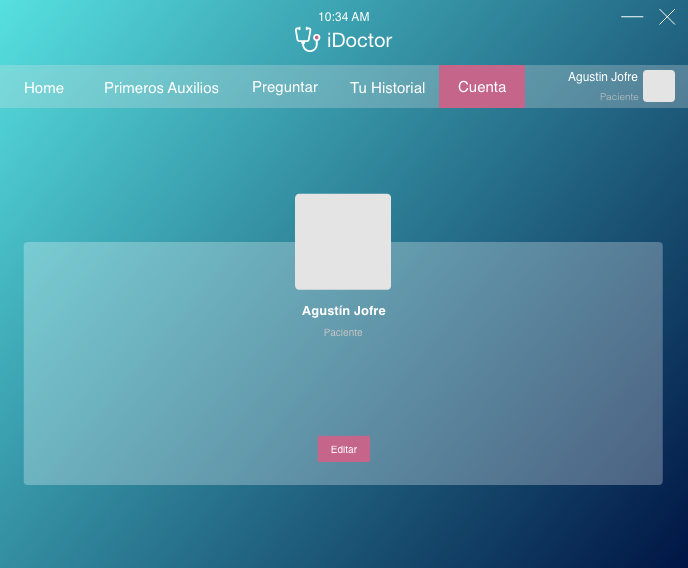 10:34 AM
iDoctor
Home Primeros Auxilios Preguntar Tu Historial Cuenta Agustin Jofre
Paciente
Agustín Jofre
Paciente
Editar